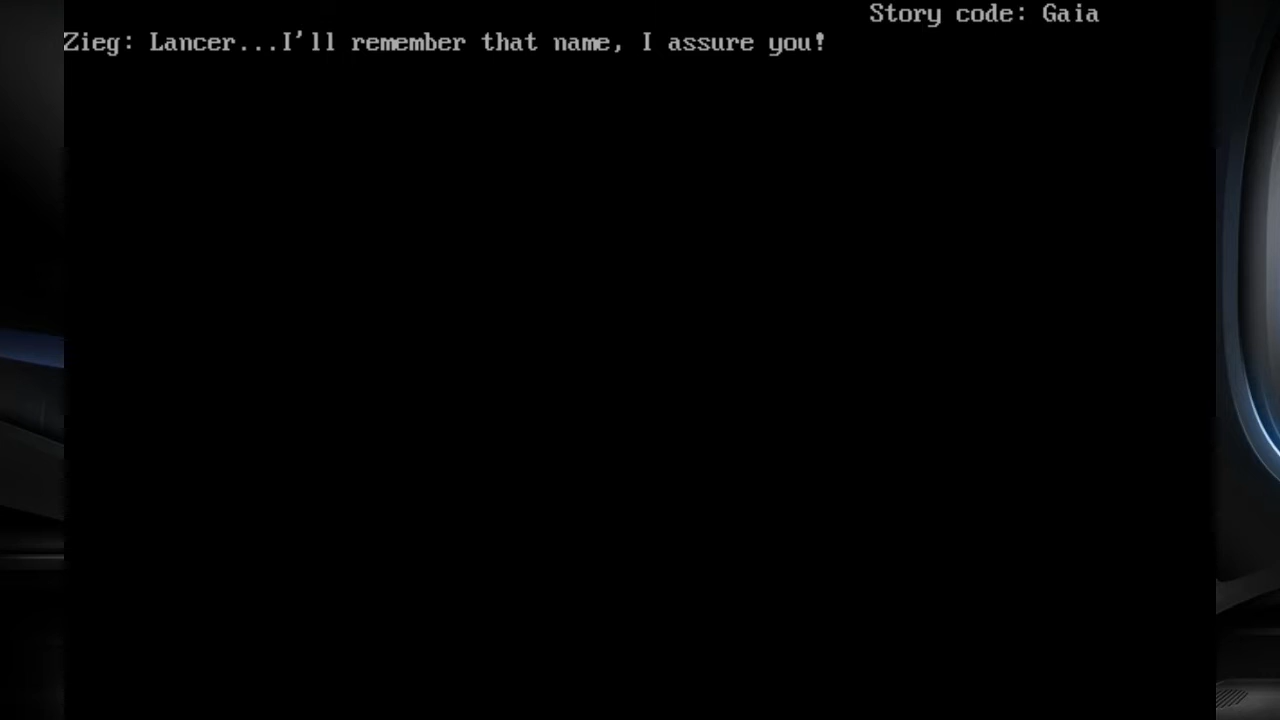 Story code: Gaia
Zieg: Lancer...I'll remember that name, I assure you!